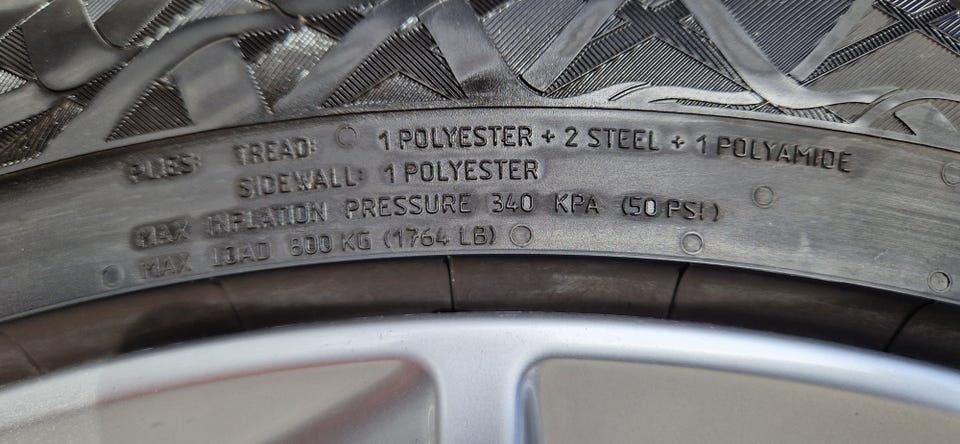 PLIES: TREAD: 1 POLYESTER + 2 STEEL + 1 POLYAMIDE
SIDEWALL: 1 POLYESTER
MAX INFLATION PRESSURE 340 KPA (50 PSI)
MAX LOAD 800 KG (1764 LB)